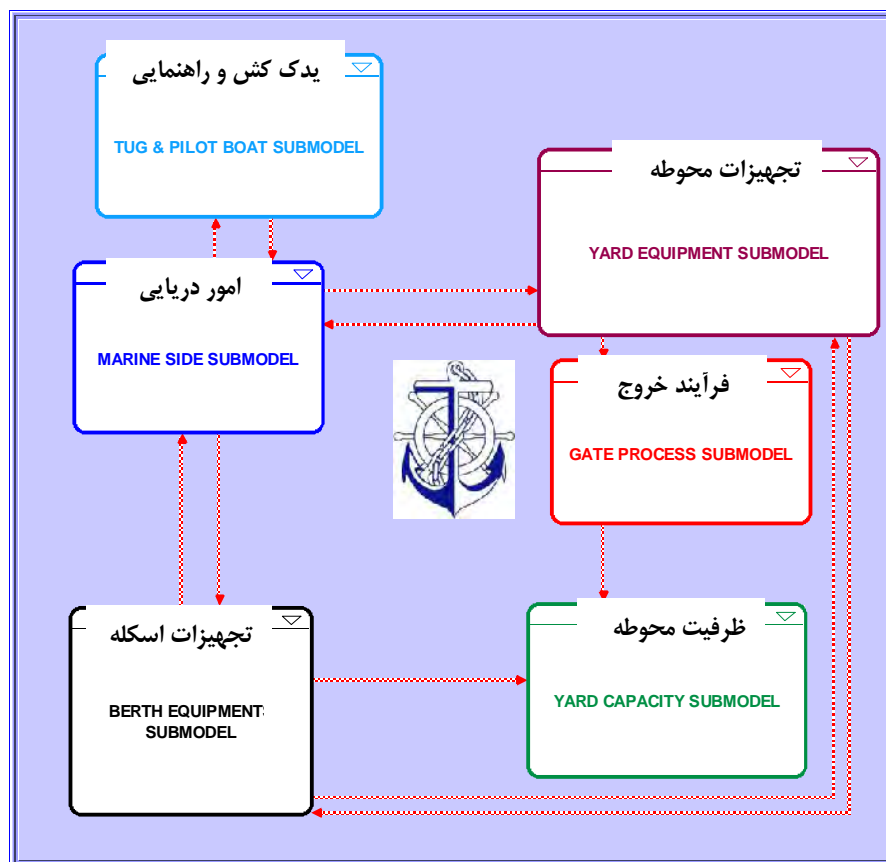 یدک کش و راهنمایی
TUG & PILOT BOAT SUBMODEL
تجهیزات محوطه
YARD EQUIPMENT SUBMODEL
امور دریایی
MARINE SIDE SUBMODEL
فرآیند خروج
GATE PROCESS SUBMODEL
تجهیزات اسکله
BERTH EQUIPMENT
SUBMODEL
ظرفیت محوطه
YARD CAPACITY SUBMODEL